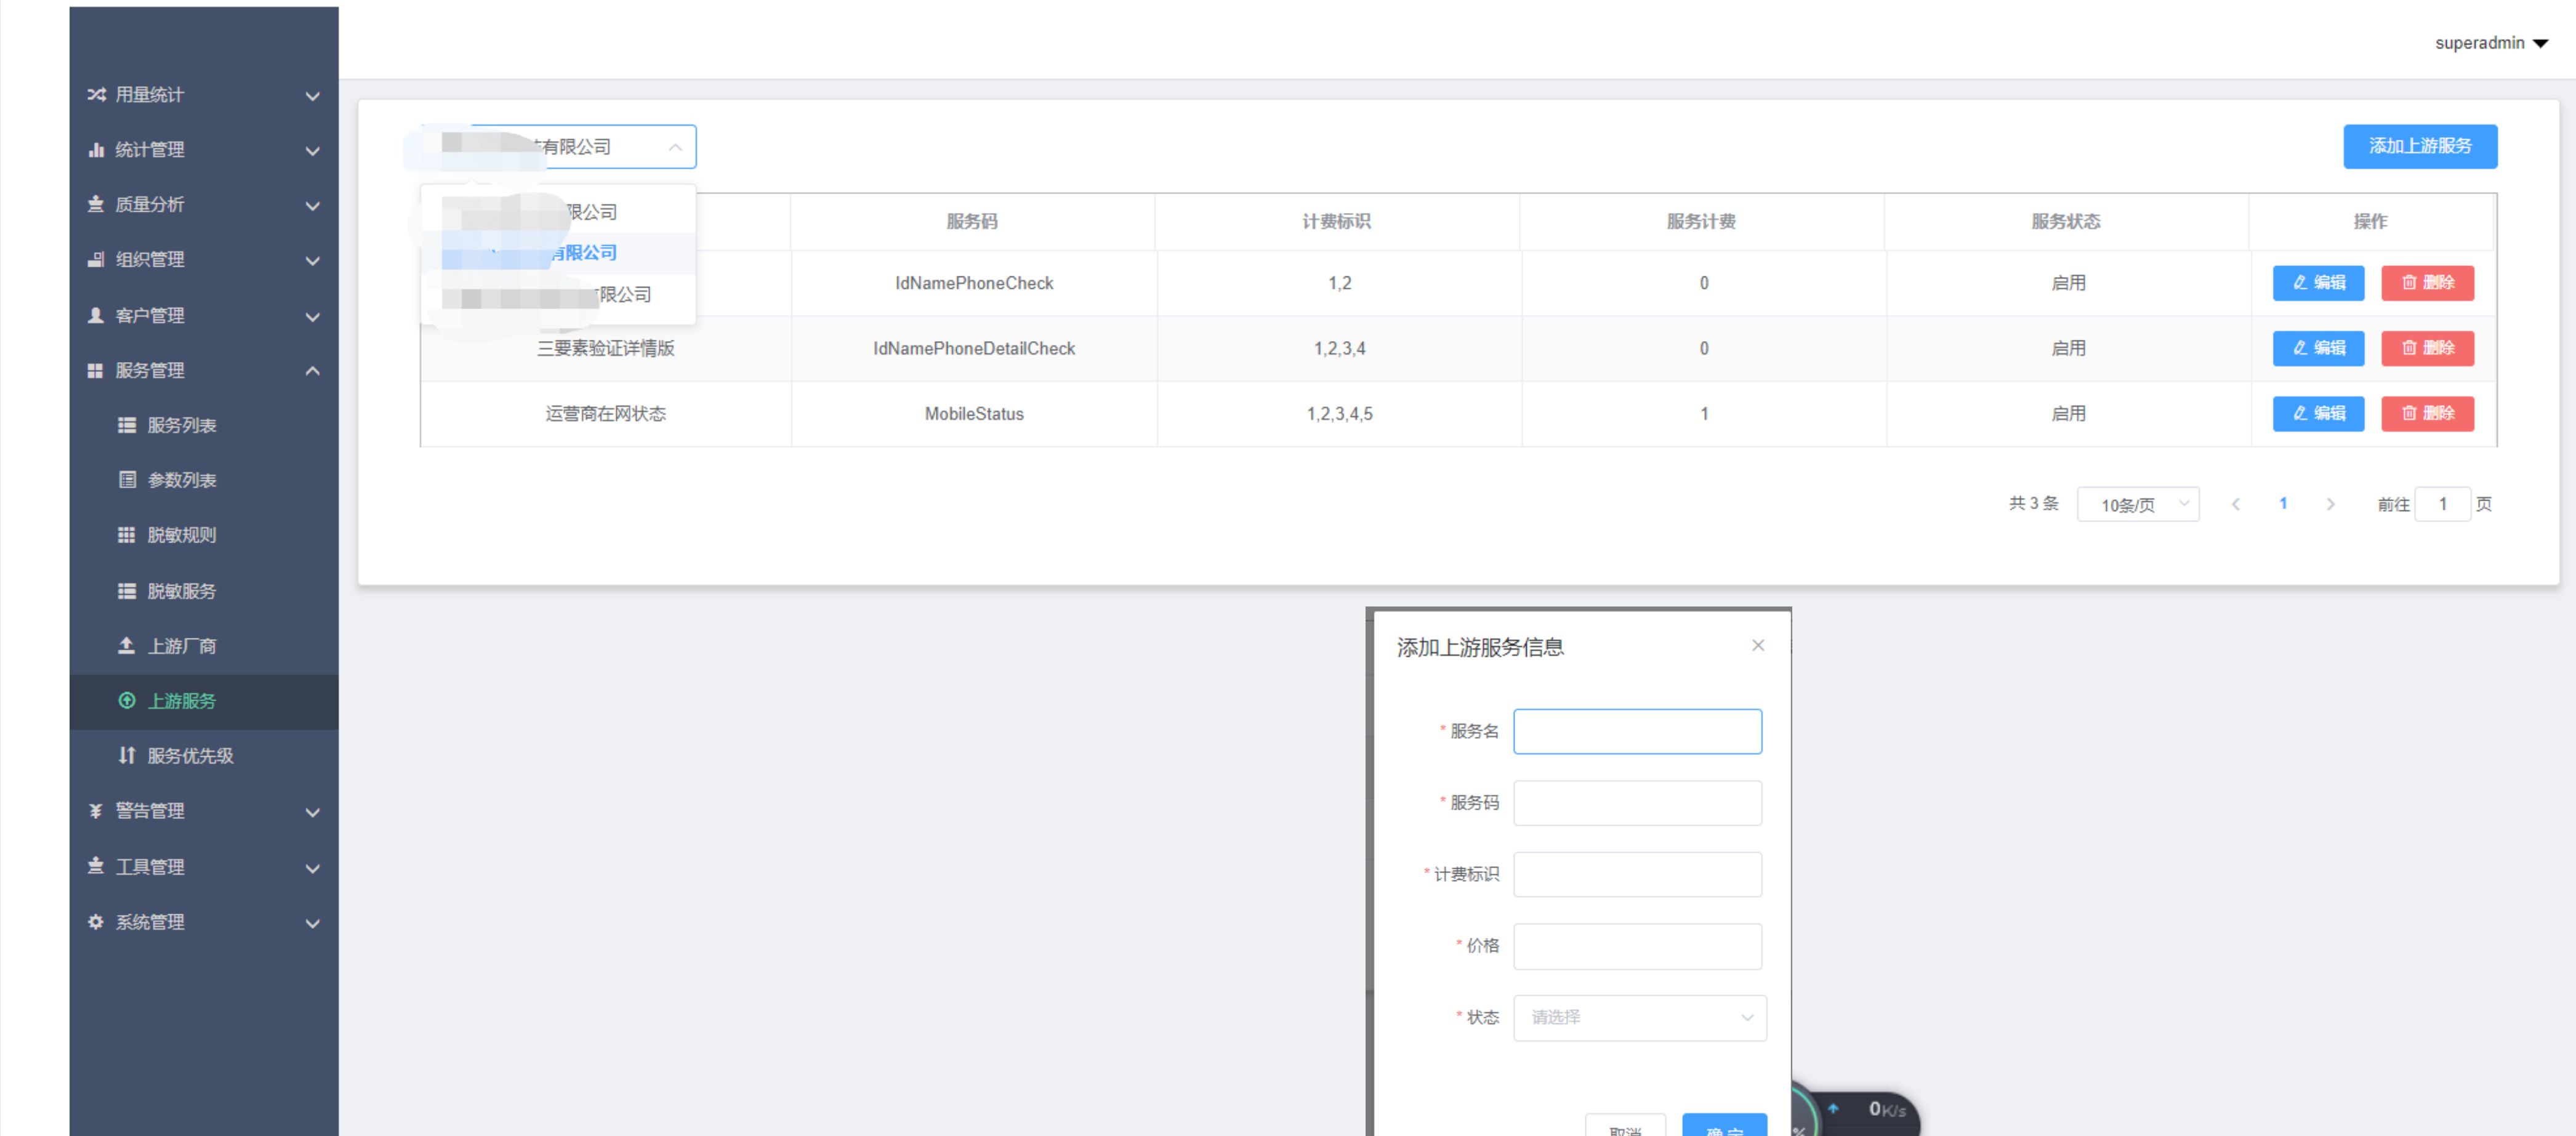 superadmin
用量统计
统计管理
质量分析
组织管理
客户管理
服务管理
服务列表
参数列表
脱敏规则
脱敏服务
上游厂商
上游服务
服务优先级
警告管理
工具管理
系统管理
有限公司
添加上游服务
限公司
有限公司
限公司
服务码 计费标识 服务计费 服务状态 操作
IdNamePhoneCheck 1,2 0 启用 编辑 删除
三要素验证详情版 IdNamePhoneDetailCheck 1,2,3,4 0 启用 编辑 删除
运营商在网状态 MobileStatus 1,2,3,4,5 1 启用 编辑 删除
共 3 条 10条/页 1 前往 1 页
添加上游服务信息
* 服务名
* 服务码
* 计费标识
* 价格
* 状态 请选择
取消 确 定
% 0K/s